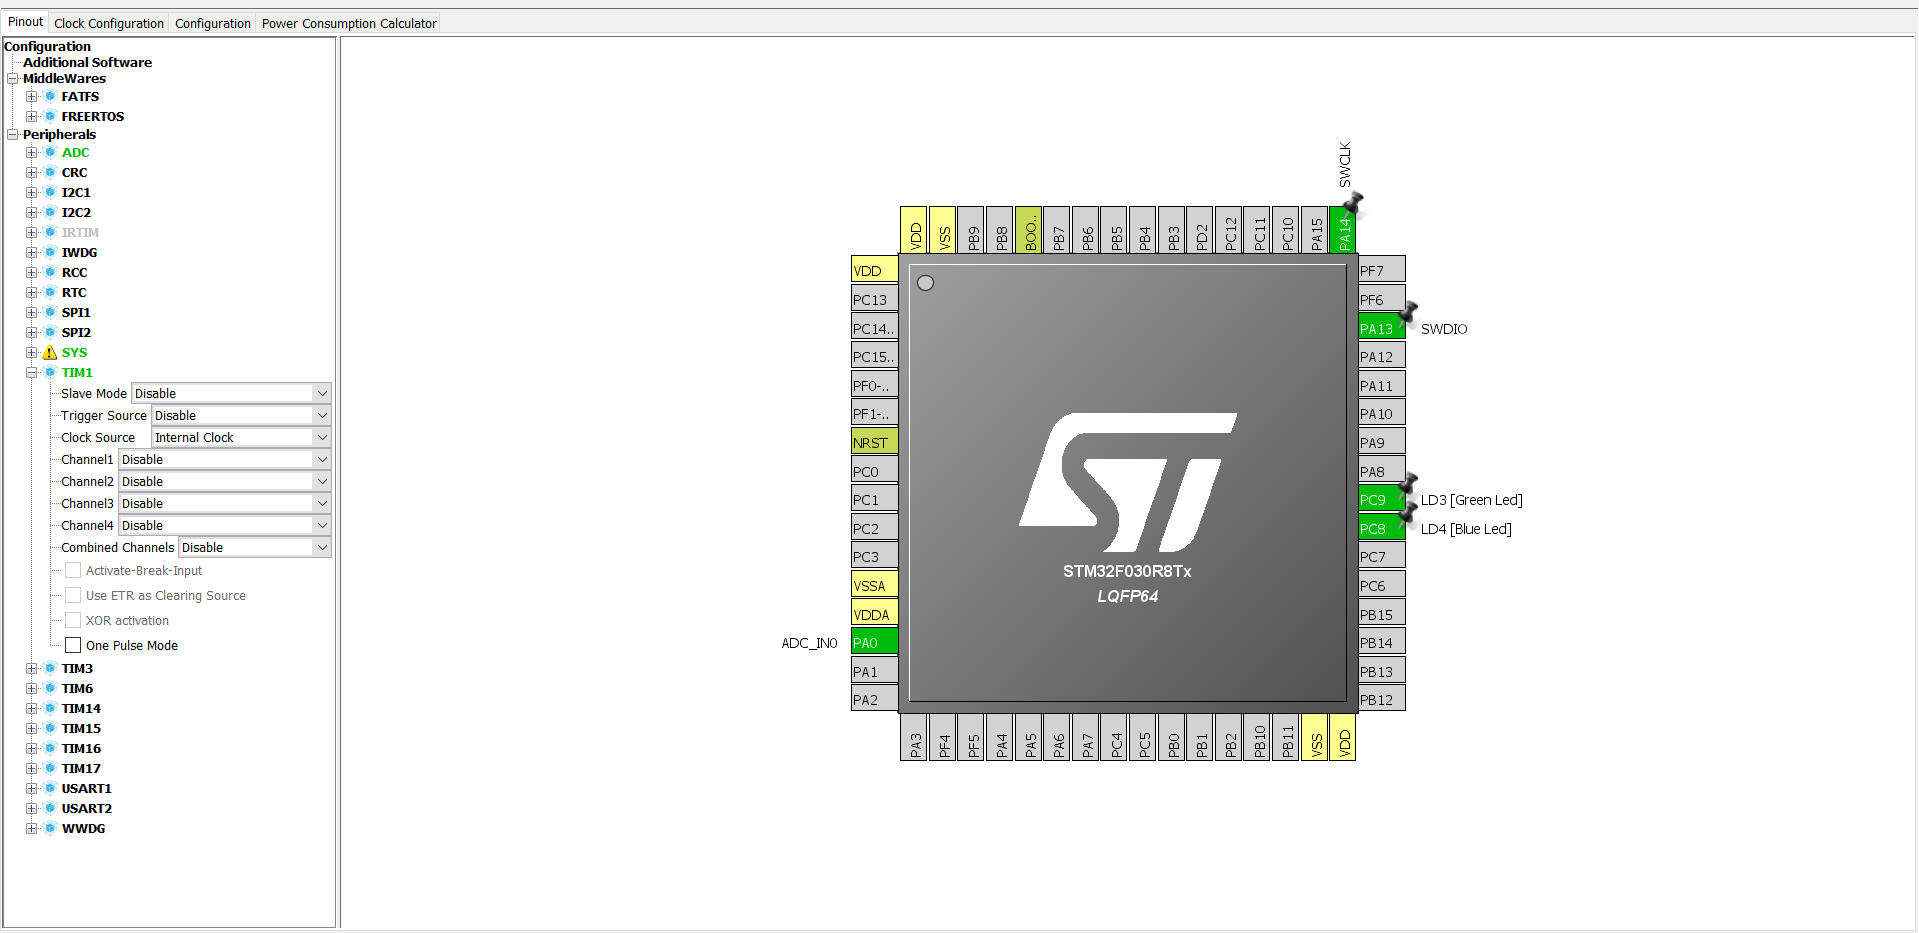 Pinout Clock Configuration Configuration Power Consumption Calculator
Configuration
Additional Software
MiddleWares
FATFS
FREERTOS
Peripherals
ADC
CRC
I2C1
I2C2
IRTIM
IWDG
RCC
RTC
SPI1
SPI2
SYS
TIM1
Slave Mode Disable
Trigger Source Disable
Clock Source Internal Clock
Channel1 Disable
Channel2 Disable
Channel3 Disable
Channel4 Disable
Combined Channels Disable
Activate-Break-Input
Use ETR as Clearing Source
XOR activation
One Pulse Mode
TIM3
TIM6
TIM14
TIM15
TIM16
TIM17
USART1
USART2
WWDG
SWCLK
VDD VSS PB9 PB8 BOO.. PB7 PB6 PB5 PB4 PB3 PD2 PC12 PC11 PC10 PA15 PA14
VDD
PC13
PC14..
PC15..
PF0-..
PF1-..
NRST
PC0
PC1
PC2
PC3
VSSA
VDDA
ADC_IN0 PA0
PA1
PA2
ST
STM32F030R8Tx
LQFP64
PF7
PF6
PA13 SWDIO
PA12
PA11
PA10
PA9
PA8
PC9 LD3 [Green Led]
PC8 LD4 [Blue Led]
PC7
PC6
PB15
PB14
PB13
PB12
PA3 PF4 PF5 PA4 PA5 PA6 PA7 PC4 PC5 PB0 PB1 PB2 PB10 PB11 VSS VDD